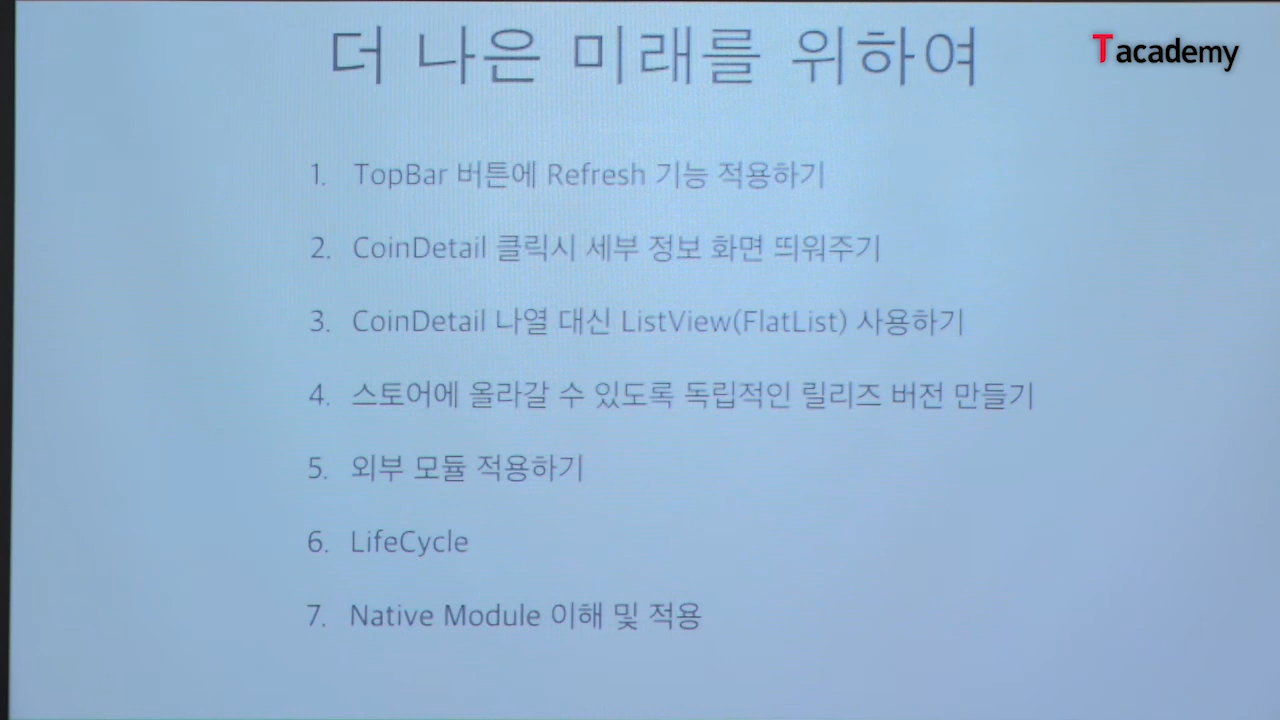 더 나은 미래를 위하여
Tacademy
1. TopBar 버튼에 Refresh 기능 적용하기
2. CoinDetail 클릭시 세부 정보 화면 띄워주기
3. CoinDetail 나열 대신 ListView(FlatList) 사용하기
4. 스토어에 올라갈 수 있도록 독립적인 릴리즈 버전 만들기
5. 외부 모듈 적용하기
6. LifeCycle
7. Native Module 이해 및 적용